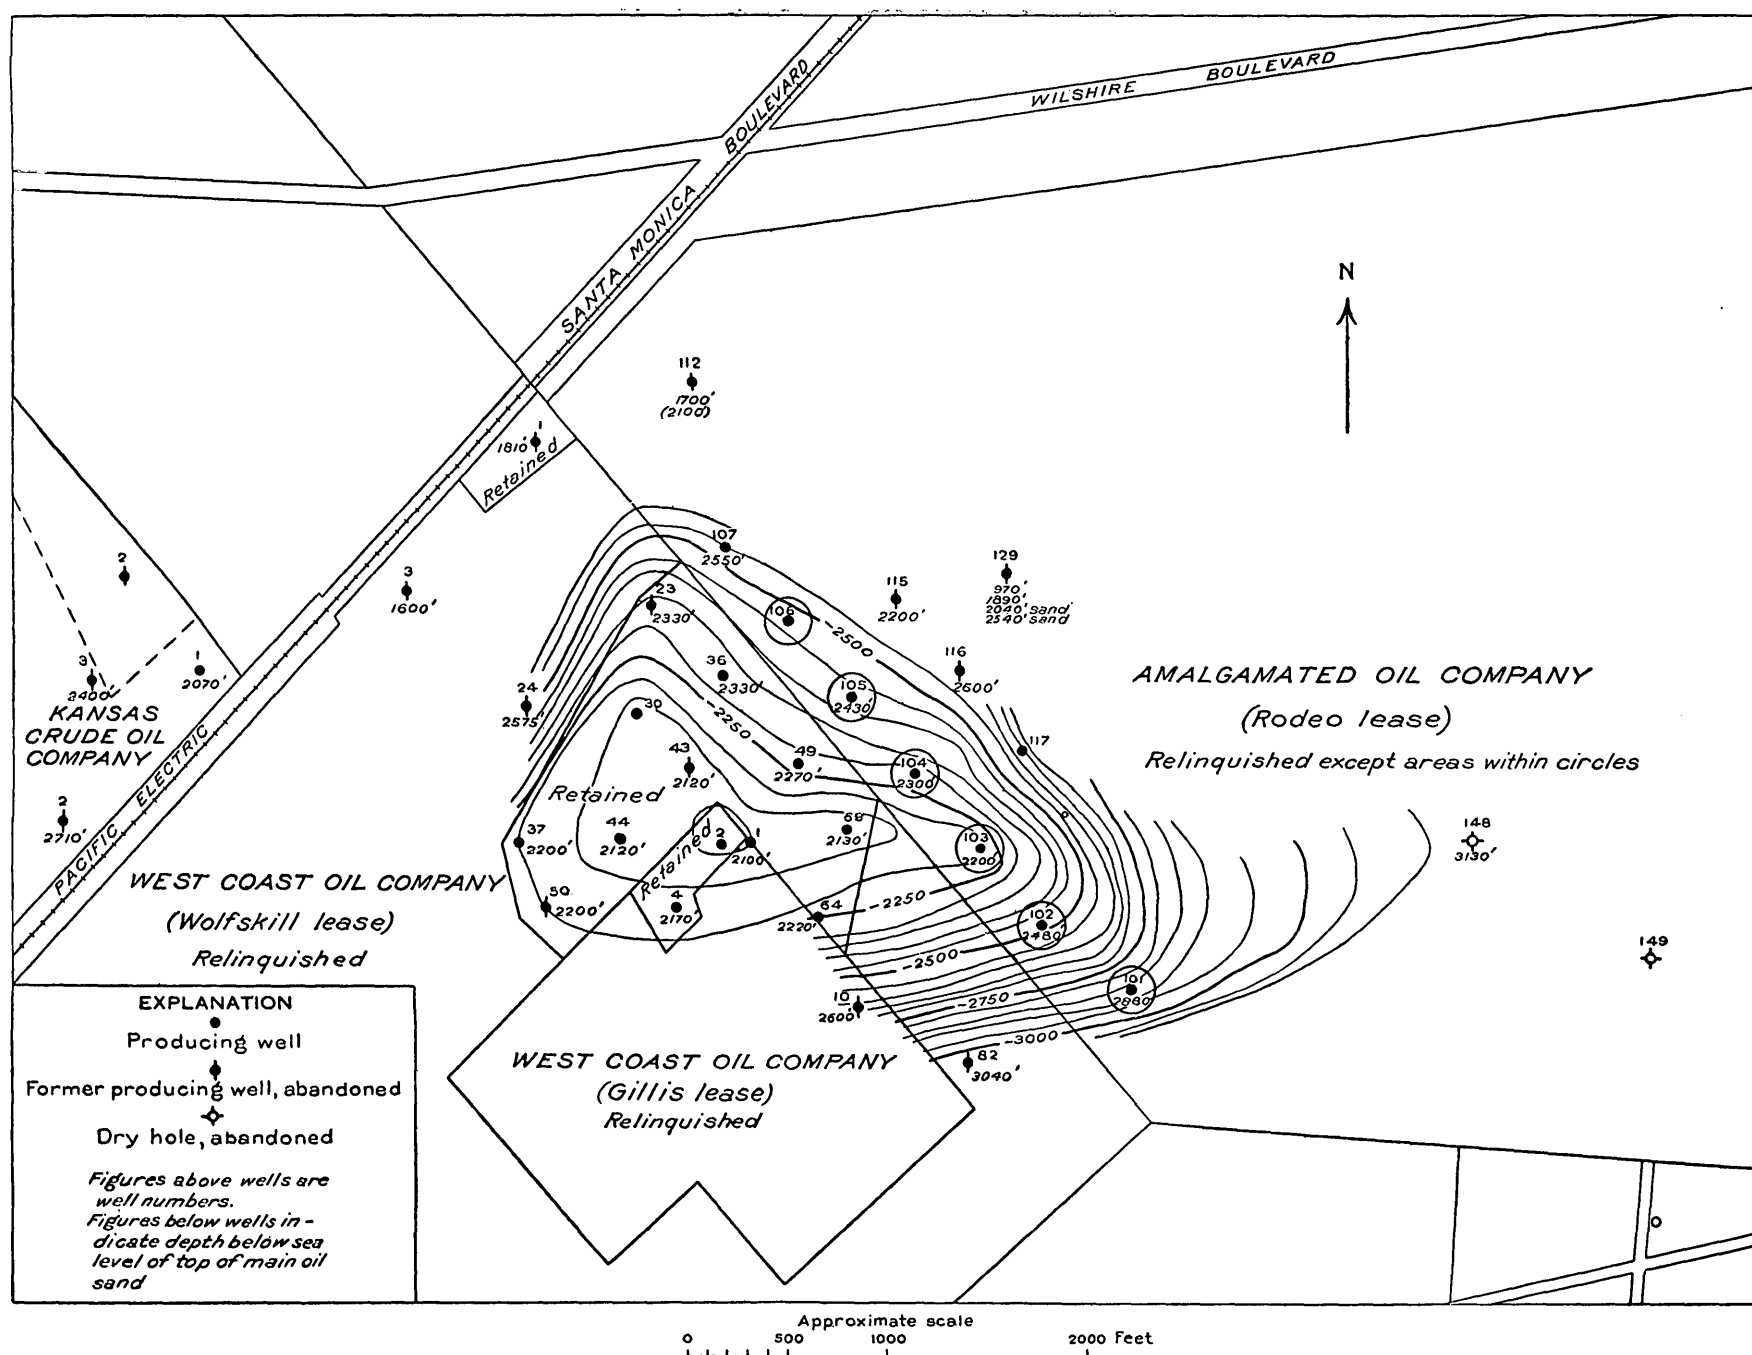 WILSHIRE BOULEVARD
SANTA MONICA BOULEVARD
N
112
1700'
(2100')
1
1810'
Retained
107
2550'
129
970'
1890'
2040' sand
2540' sand
115
2200'
2
3
1600'
23
2330'
106
-2500
116
2600'
3
2400'
1
2070'
36
2330'
105
2430'
24
2575'
30
-2250
AMALGAMATED OIL COMPANY
(Rodeo lease)
Relinquished except areas within circles
KANSAS
CRUDE OIL
COMPANY
43
2120'
49
2270'
104
2300'
117
PACIFIC ELECTRIC
Retained
2
2710'
37
2200'
44
2120'
Retained
2
1
2100'
2130'
103
2200'
148
3130'
WEST COAST OIL COMPANY
(Wolfskill lease)
Relinquished
2200'
4
2170'
64
2220'
-2250
102
2480'
149
-2500
101
2880'
10
2600'
-2750
-3000
82
3040'
WEST COAST OIL COMPANY
(Gillis lease)
Relinquished
EXPLANATION
Producing well
Former producing well, abandoned
Dry hole, abandoned
Figures above wells are
well numbers.
Figures below wells in-
dicate depth below sea
level of top of main oil
sand
Approximate scale
0 500 1000 2000 Feet